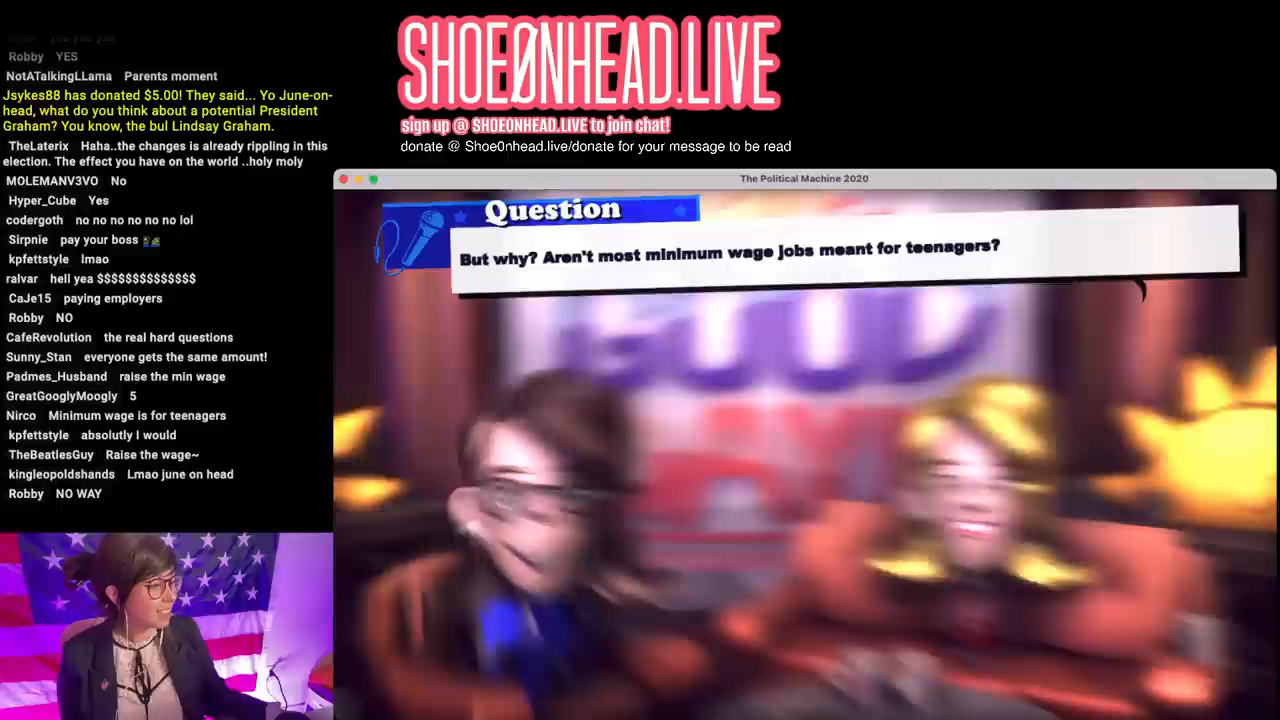 Robby YES
NotATalkingLLama Parents moment
Jsykes88 has donated $5.00! They said... Yo June-on-
head, what do you think about a potential President
Graham? You know, the bul Lindsay Graham.
TheLaterix Haha..the changes is already rippling in this
election. The effect you have on the world ..holy moly
MOLEMANV3VO No
Hyper_Cube Yes
codergoth no no no no no no lol
Sirpnie pay your boss
kpfettstyle lmao
ralvar hell yea $$$$$$$$$$$$$$
CaJe15 paying employers
Robby NO
CafeRevolution the real hard questions
Sunny_Stan everyone gets the same amount!
Padmes_Husband raise the min wage
GreatGooglyMoogly 5
Nirco Minimum wage is for teenagers
kpfettstyle absolutly I would
TheBeatlesGuy Raise the wage~
kingleopoldshands Lmao june on head
Robby NO WAY
SHOE0NHEAD.LIVE
sign up @ SHOE0NHEAD.LIVE to join chat!
donate @ Shoe0nhead.live/donate for your message to be read
The Political Machine 2020
Question
But why? Aren't most minimum wage jobs meant for teenagers?